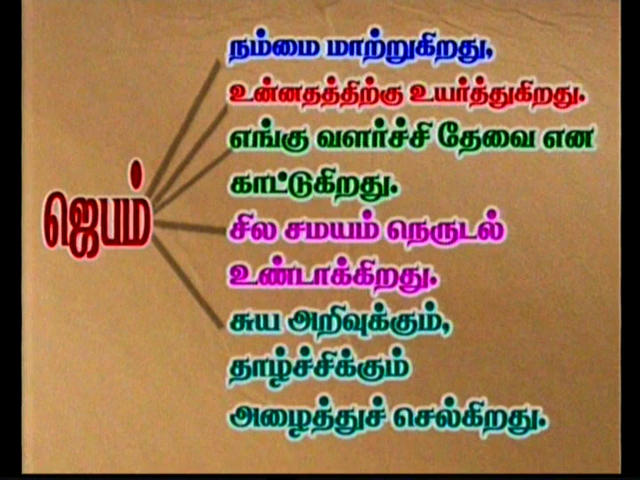 நம்மை மாற்றுகிறது,
உன்னதத்திற்கு உயர்த்துகிறது.
எங்கு வளர்ச்சி தேவை என
காட்டுகிறது.
ஜெபம்
சில சமயம் நெருடல்
உண்டாக்கிறது.
சுய அறிவுக்கும்,
தாழ்ச்சிக்கும்
அழைத்துச் செல்கிறது.